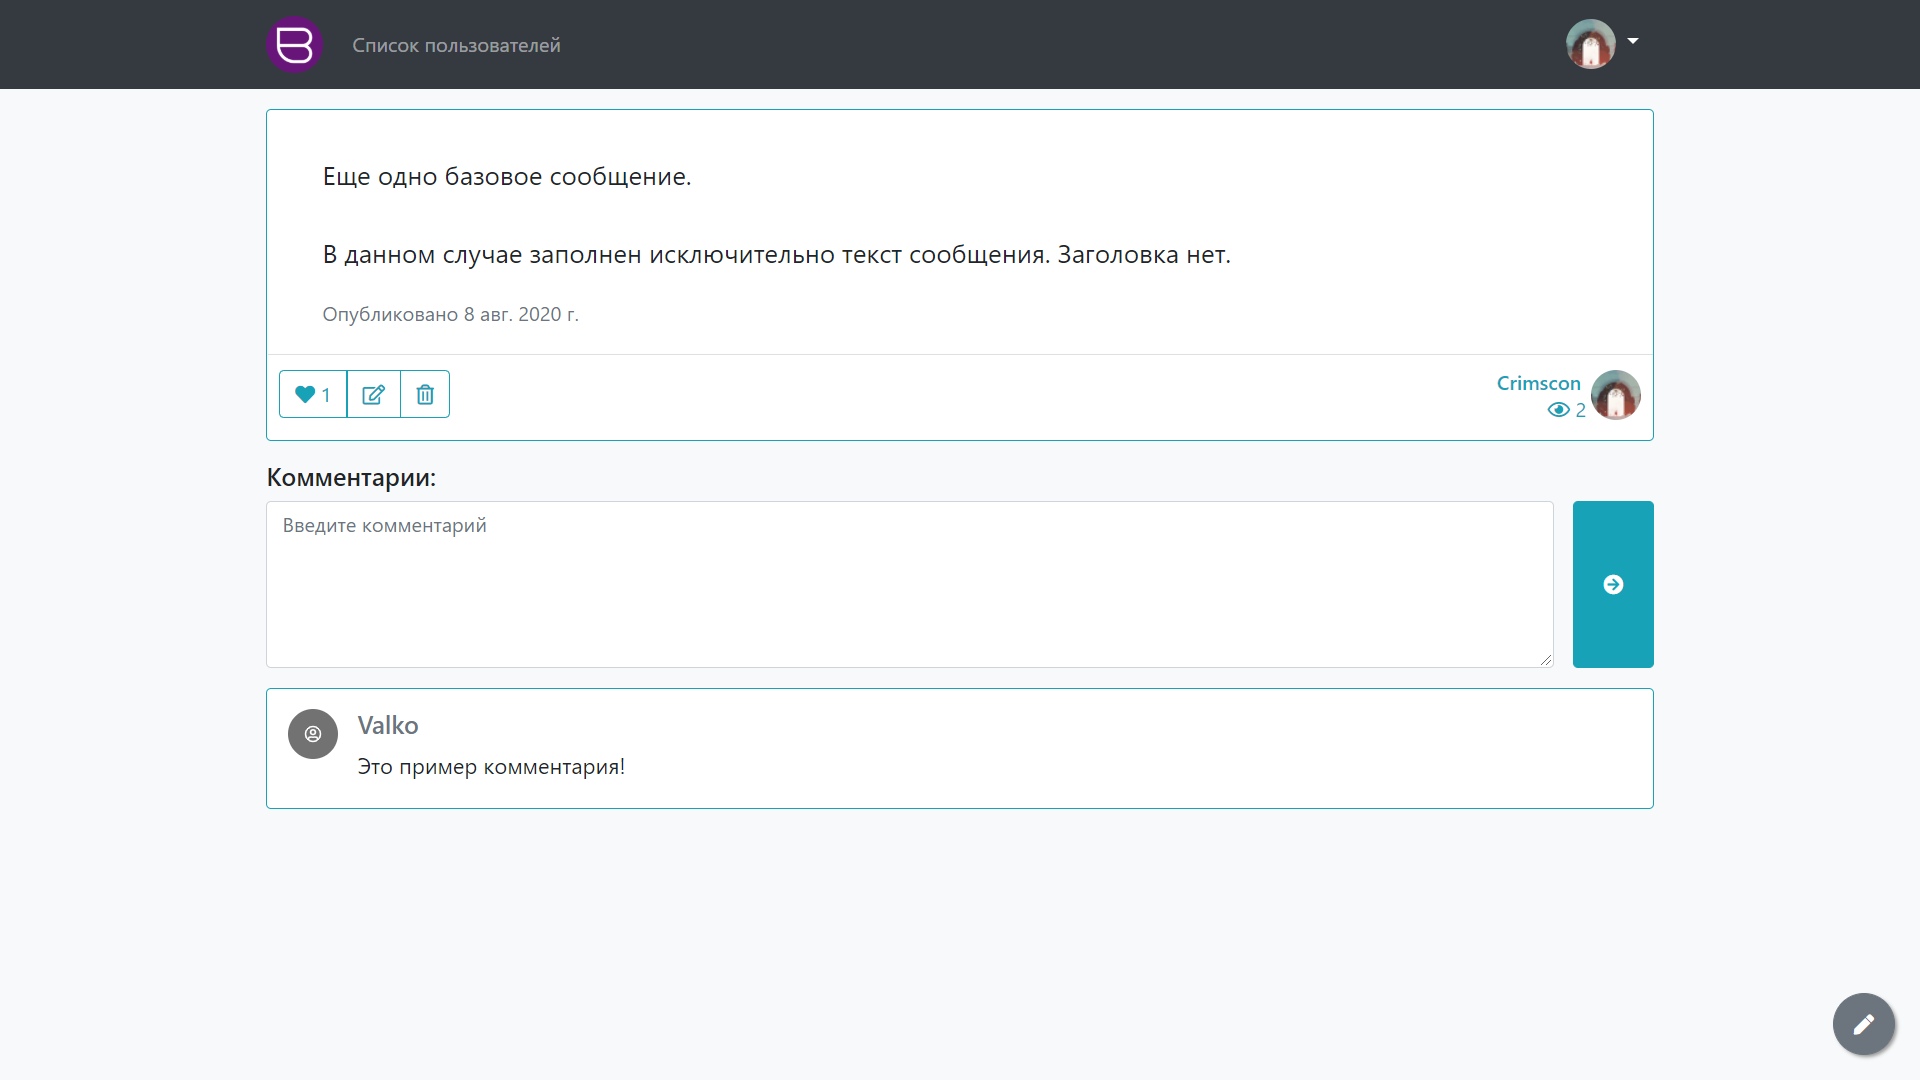 B
Список пользователей
Еще одно базовое сообщение.
В данном случае заполнен исключительно текст сообщения. Заголовка нет.
Опубликовано 8 авг. 2020 г.
1
Crimscon
2
Комментарии:
Введите комментарий
Valko
Это пример комментария!